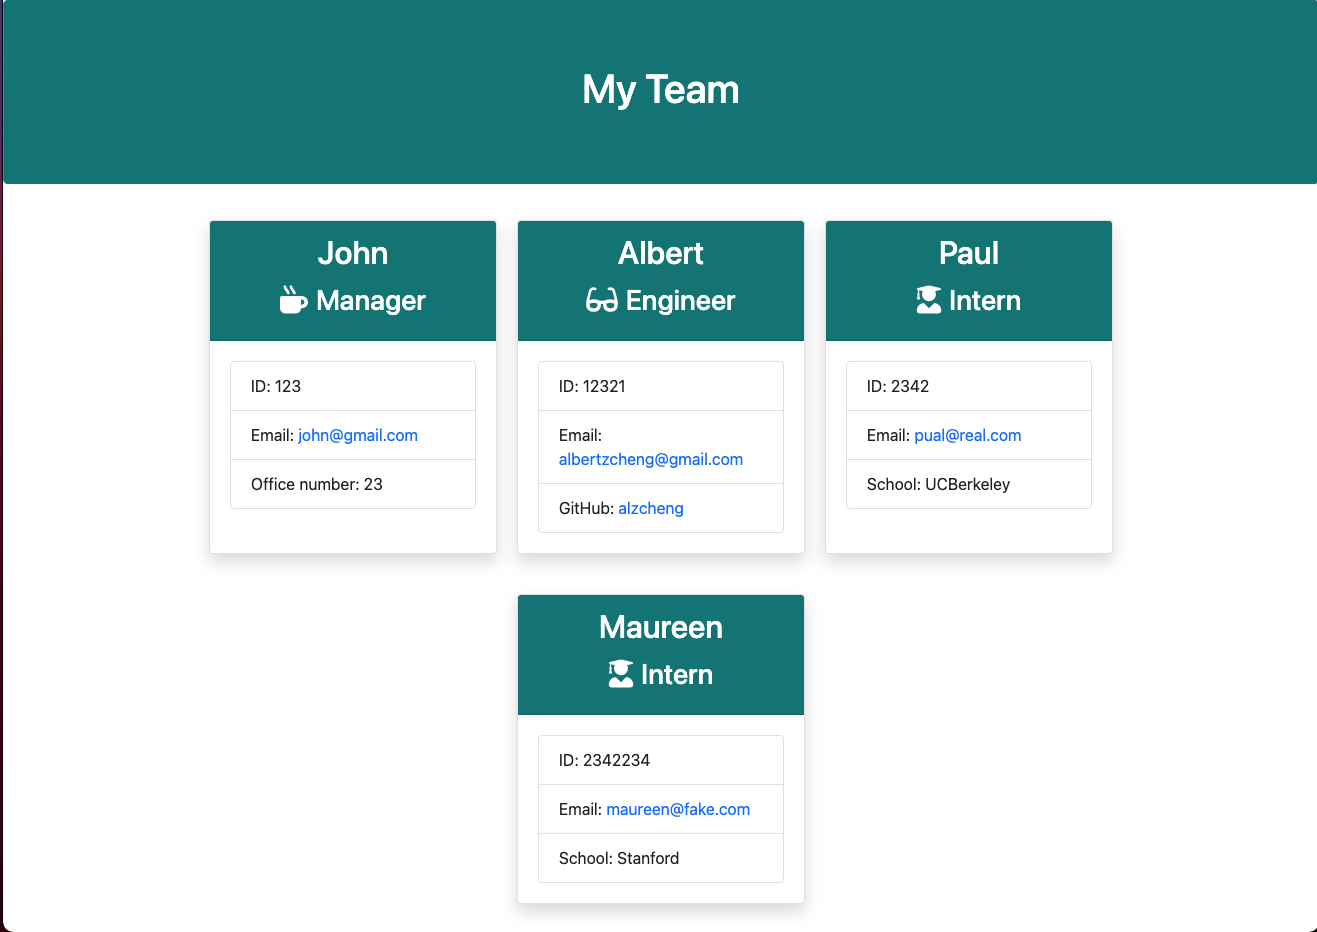 My Team
John
Manager
ID: 123
Email: john@gmail.com
Office number: 23
Albert
Engineer
ID: 12321
Email:
albertzcheng@gmail.com
GitHub: alzcheng
Paul
Intern
ID: 2342
Email: pual@real.com
School: UCBerkeley
Maureen
Intern
ID: 2342234
Email: maureen@fake.com
School: Stanford